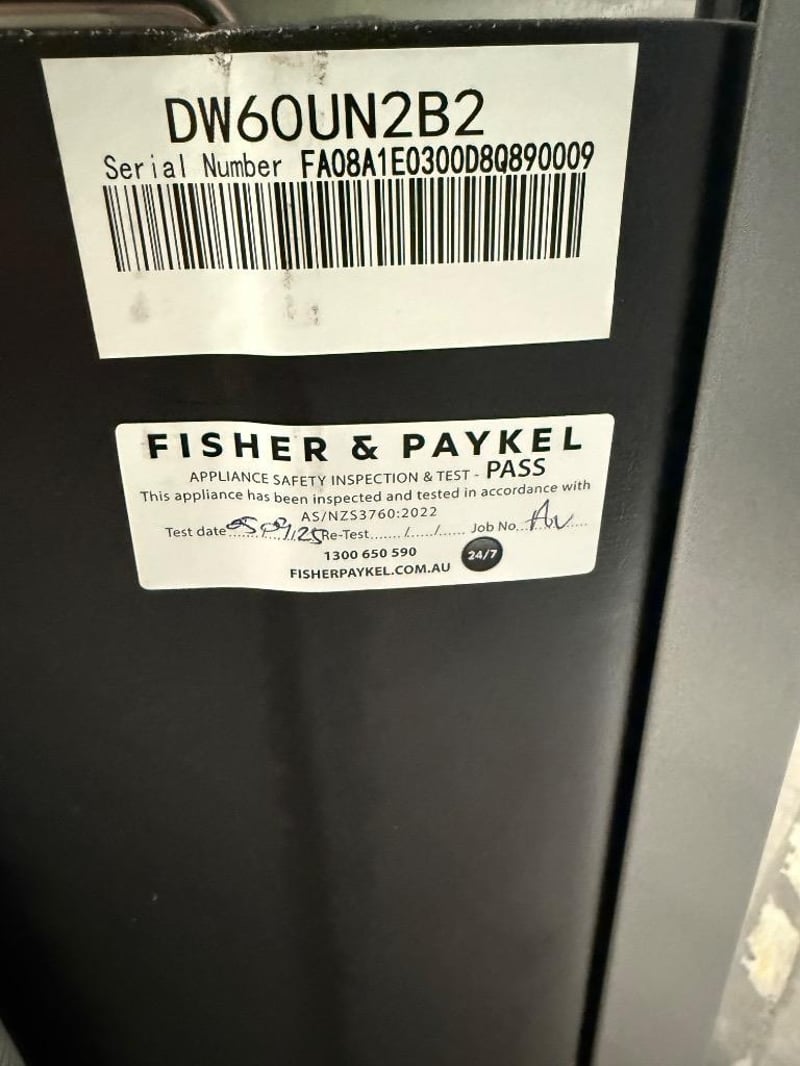 DW60UN2B2
Serial Number FA08A1E0300D8Q890009
FISHER & PAYKEL
APPLIANCE SAFETY INSPECTION & TEST - PASS
This appliance has been inspected and tested in accordance with
AS/NZS3760:2022
Test date......./25 Re-Test....../....../...... Job No.
1300 650 590
24/7
FISHERPAYKEL.COM.AU